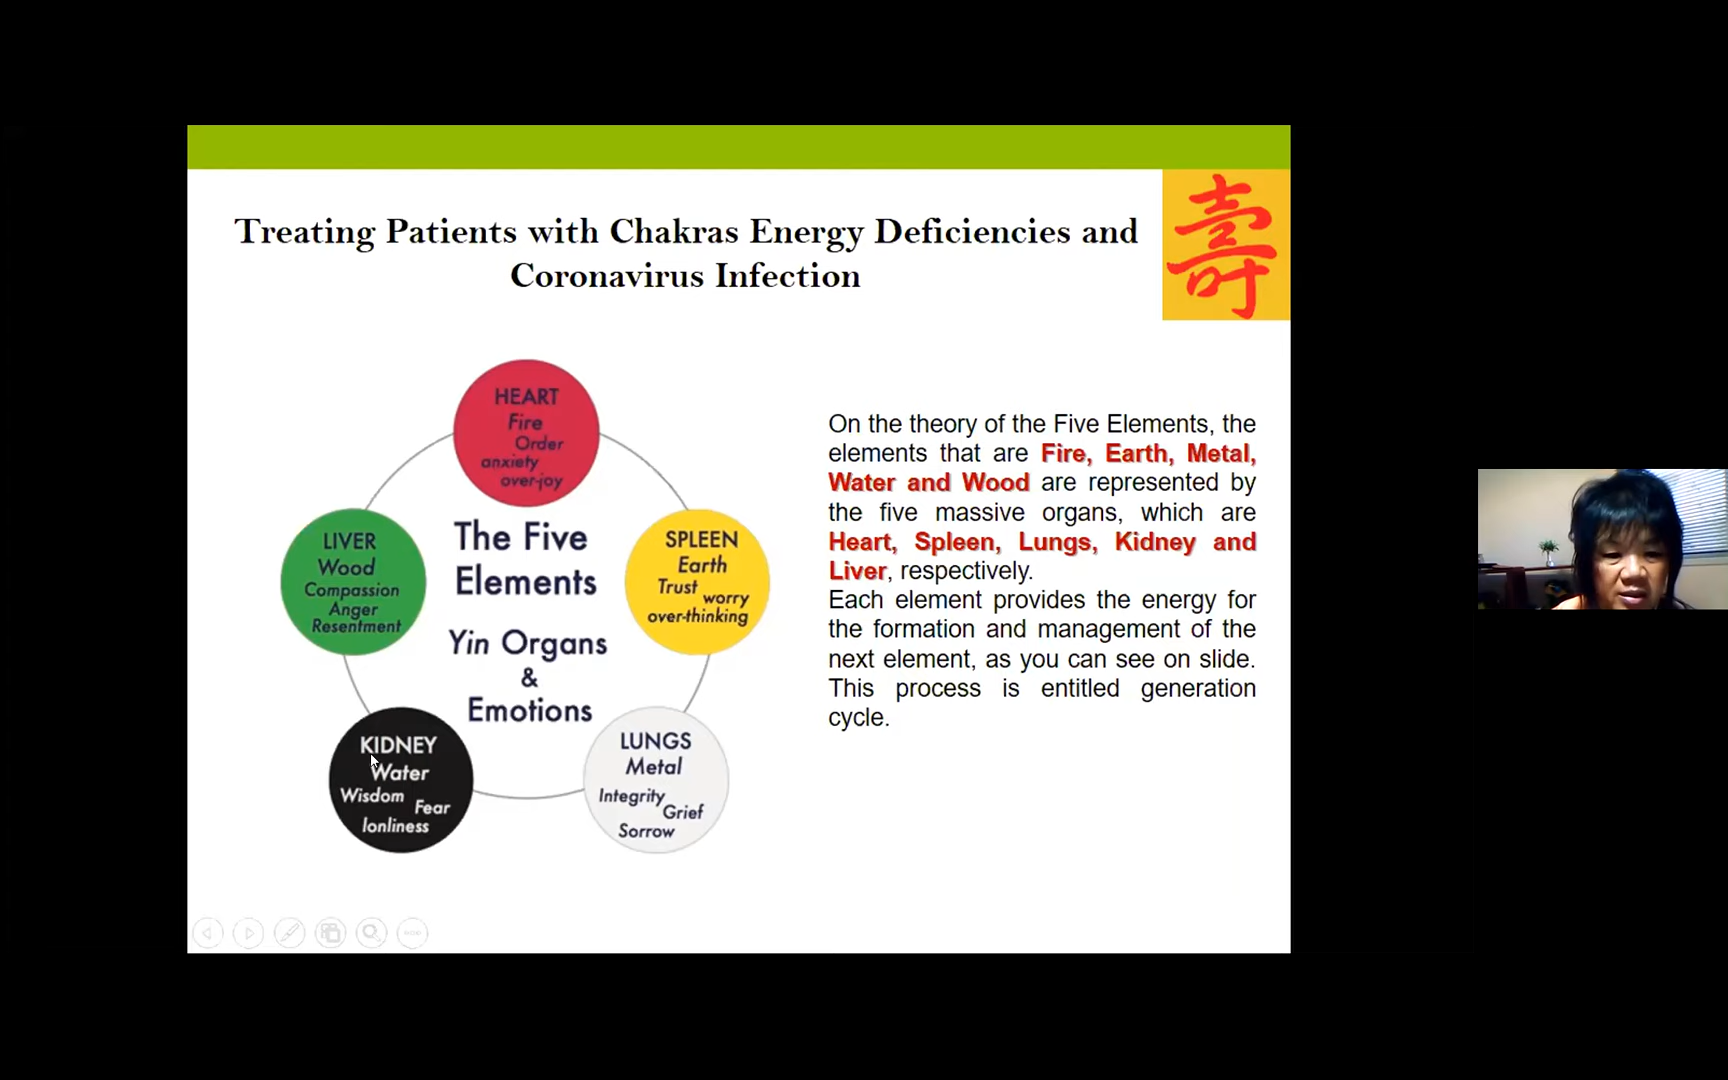 Treating Patients with Chakras Energy Deficiencies and
Coronavirus Infection
壽
HEART
Fire
Order
anxiety
over-joy
LIVER
Wood
Compassion
Anger
Resentment
The Five
Elements
Yin Organs
&
Emotions
SPLEEN
Earth
Trust
worry
over-thinking
KIDNEY
Water
Wisdom
Fear
lonliness
LUNGS
Metal
Integrity
Grief
Sorrow
On the theory of the Five Elements, the
elements that are Fire, Earth, Metal,
Water and Wood are represented by
the five massive organs, which are
Heart, Spleen, Lungs, Kidney and
Liver, respectively.
Each element provides the energy for
the formation and management of the
next element, as you can see on slide.
This process is entitled generation
cycle.